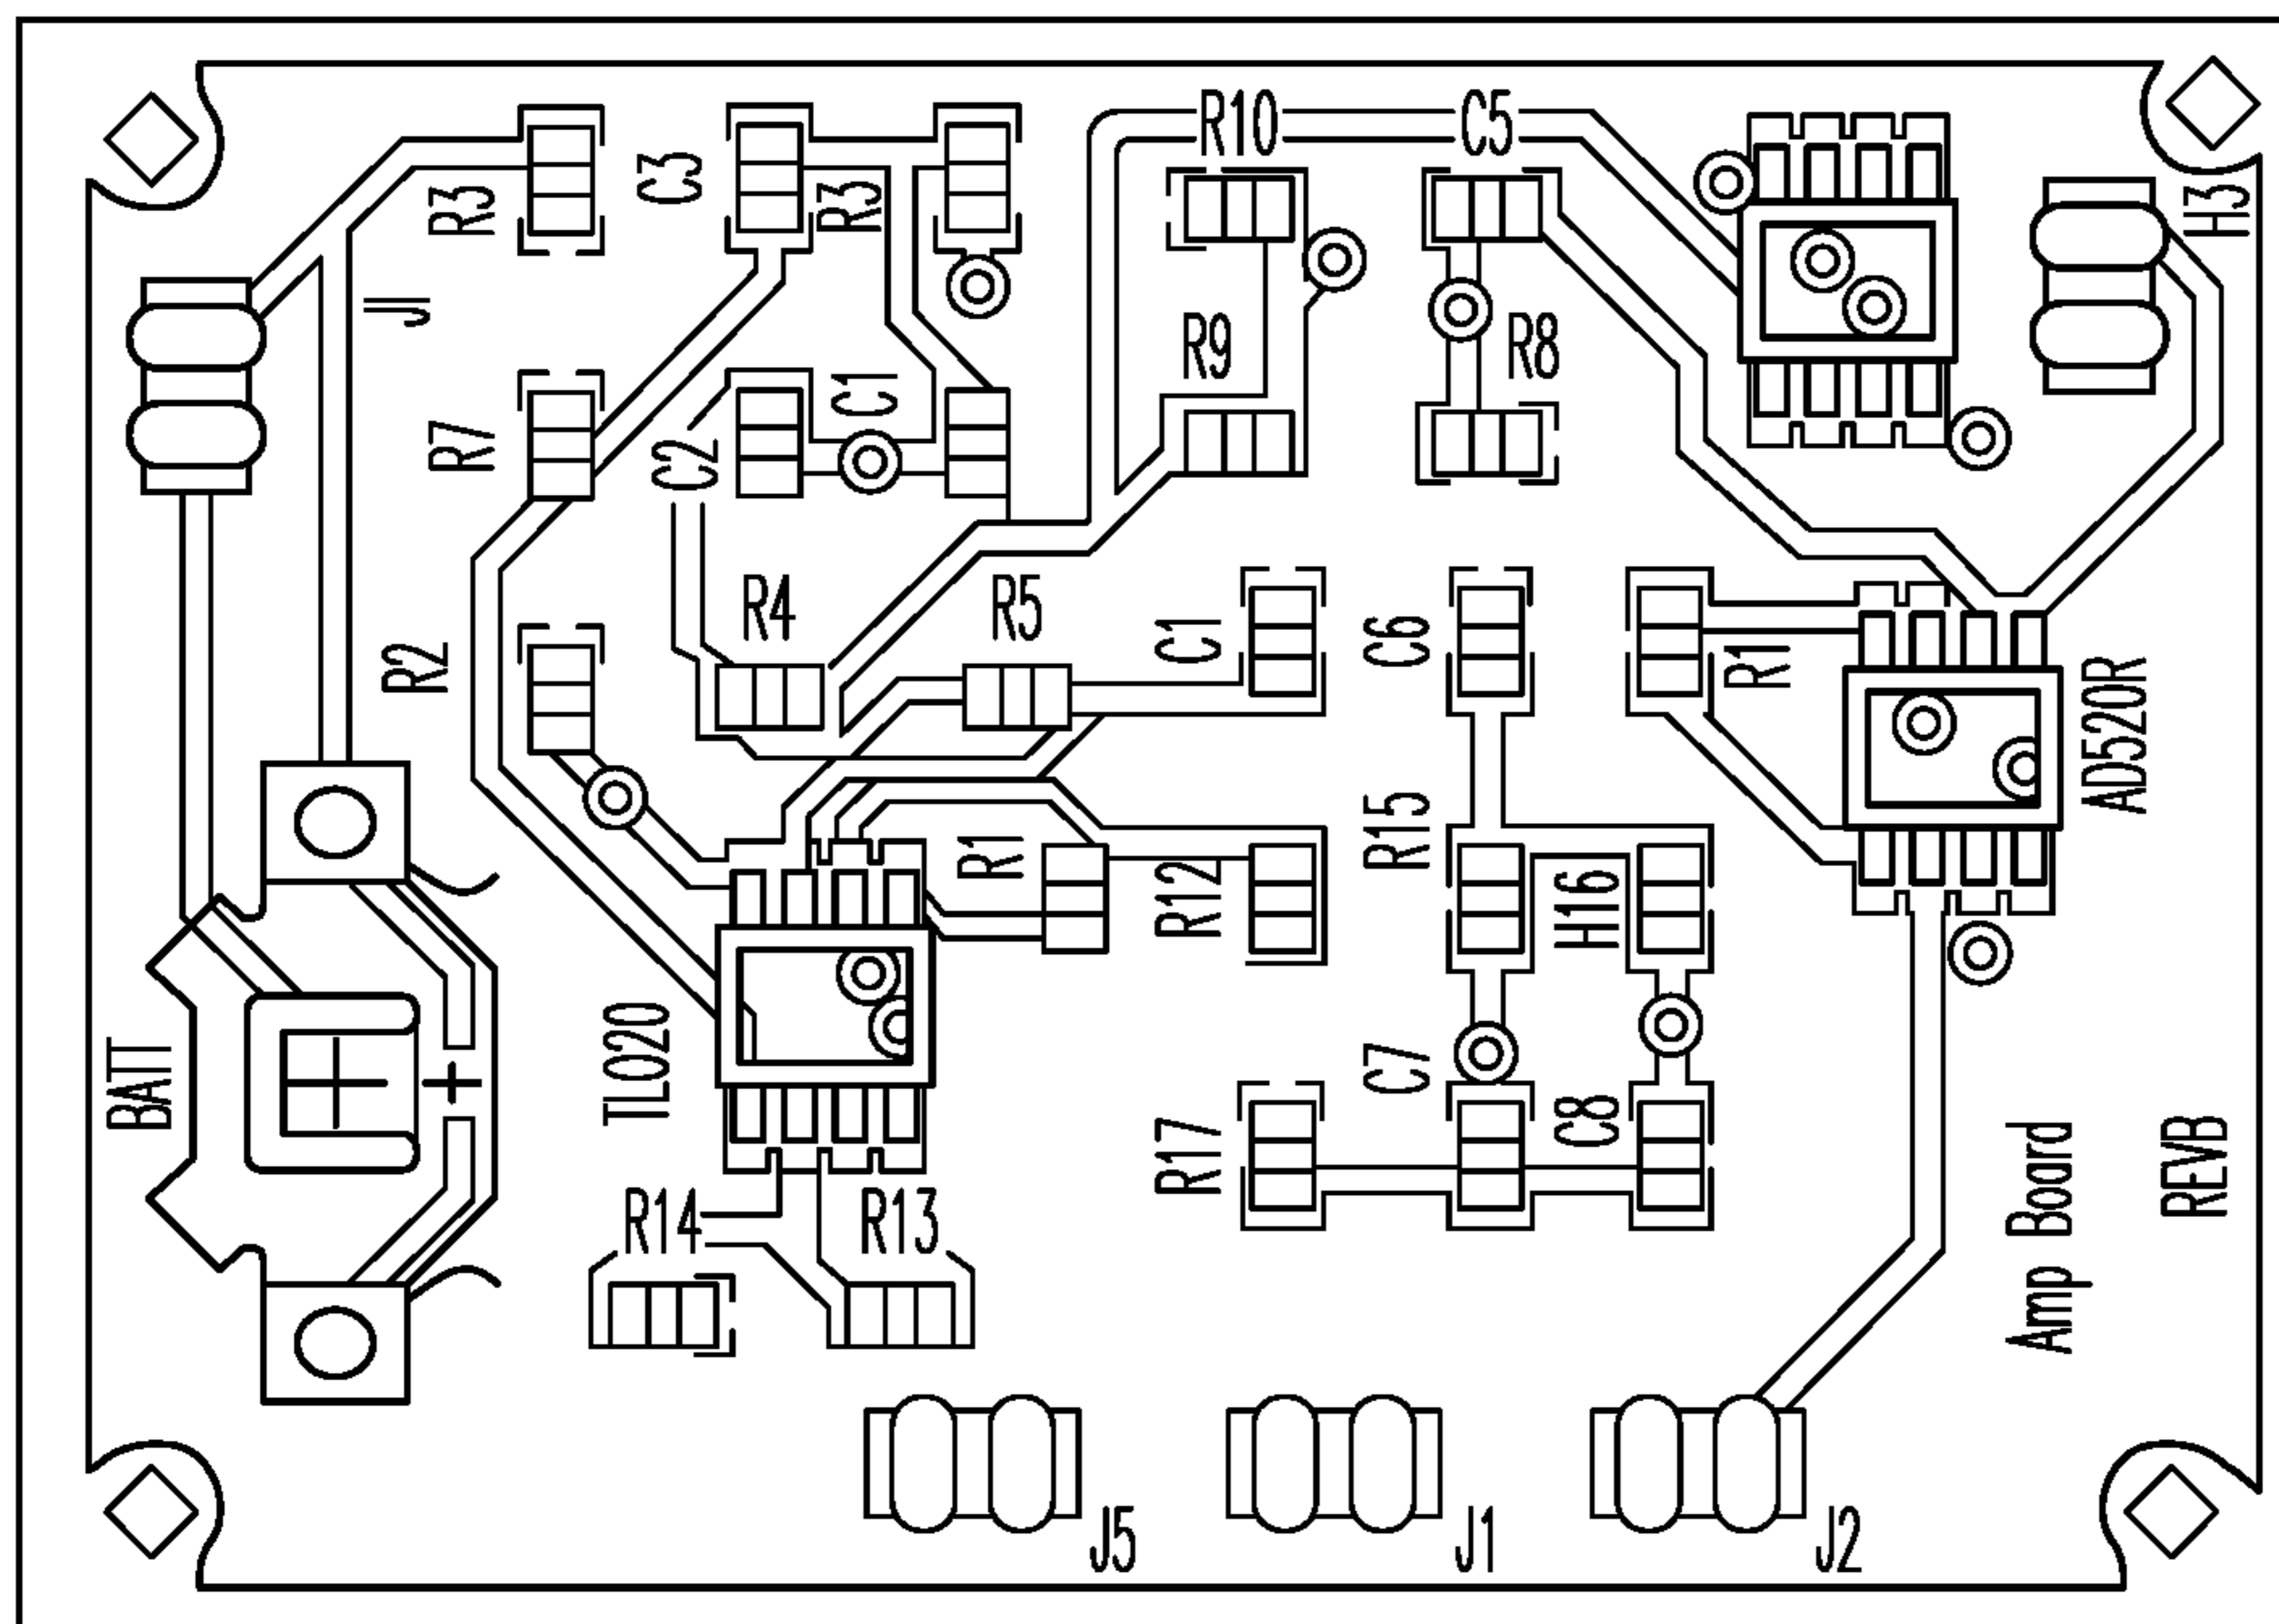 R10
C5
C3
R3
R3
H3
J1
R9
R8
C1
R7
C2
R4
R5
R2
C1
C6
R1
AD520R
R15
R1
R12
H16
TL020
BATT
+
+
C7
C8
R17
R14
R13
Amp Board
REVB
J5
J1
J2